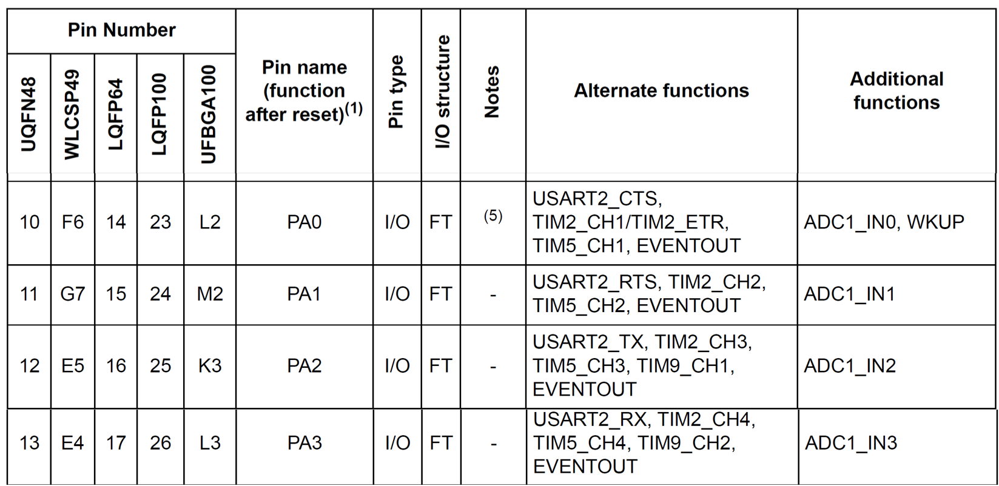 Pin Number
UQFN48
WLCSP49
LQFP64
LQFP100
UFBGA100
Pin name
(function
after reset)(1)
Pin type
I/O structure
Notes
Alternate functions
Additional
functions
10 F6 14 23 L2 PA0 I/O FT (5) USART2_CTS,
TIM2_CH1/TIM2_ETR,
TIM5_CH1, EVENTOUT
ADC1_IN0, WKUP
11 G7 15 24 M2 PA1 I/O FT - USART2_RTS, TIM2_CH2,
TIM5_CH2, EVENTOUT
ADC1_IN1
12 E5 16 25 K3 PA2 I/O FT - USART2_TX, TIM2_CH3,
TIM5_CH3, TIM9_CH1,
EVENTOUT
ADC1_IN2
13 E4 17 26 L3 PA3 I/O FT - USART2_RX, TIM2_CH4,
TIM5_CH4, TIM9_CH2,
EVENTOUT
ADC1_IN3